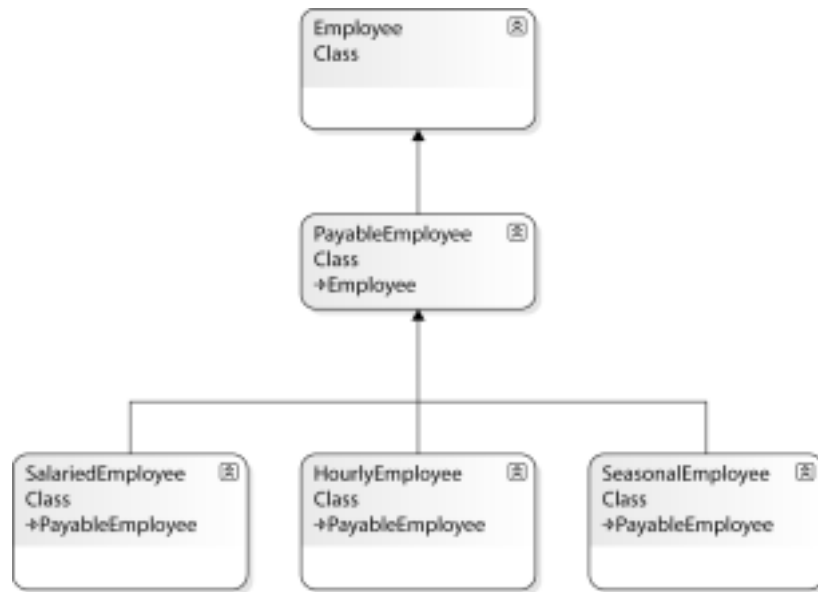 Employee
Class
PayableEmployee
Class
→Employee
SalariedEmployee
Class
→PayableEmployee
HourlyEmployee
Class
→PayableEmployee
SeasonalEmployee
Class
→PayableEmployee